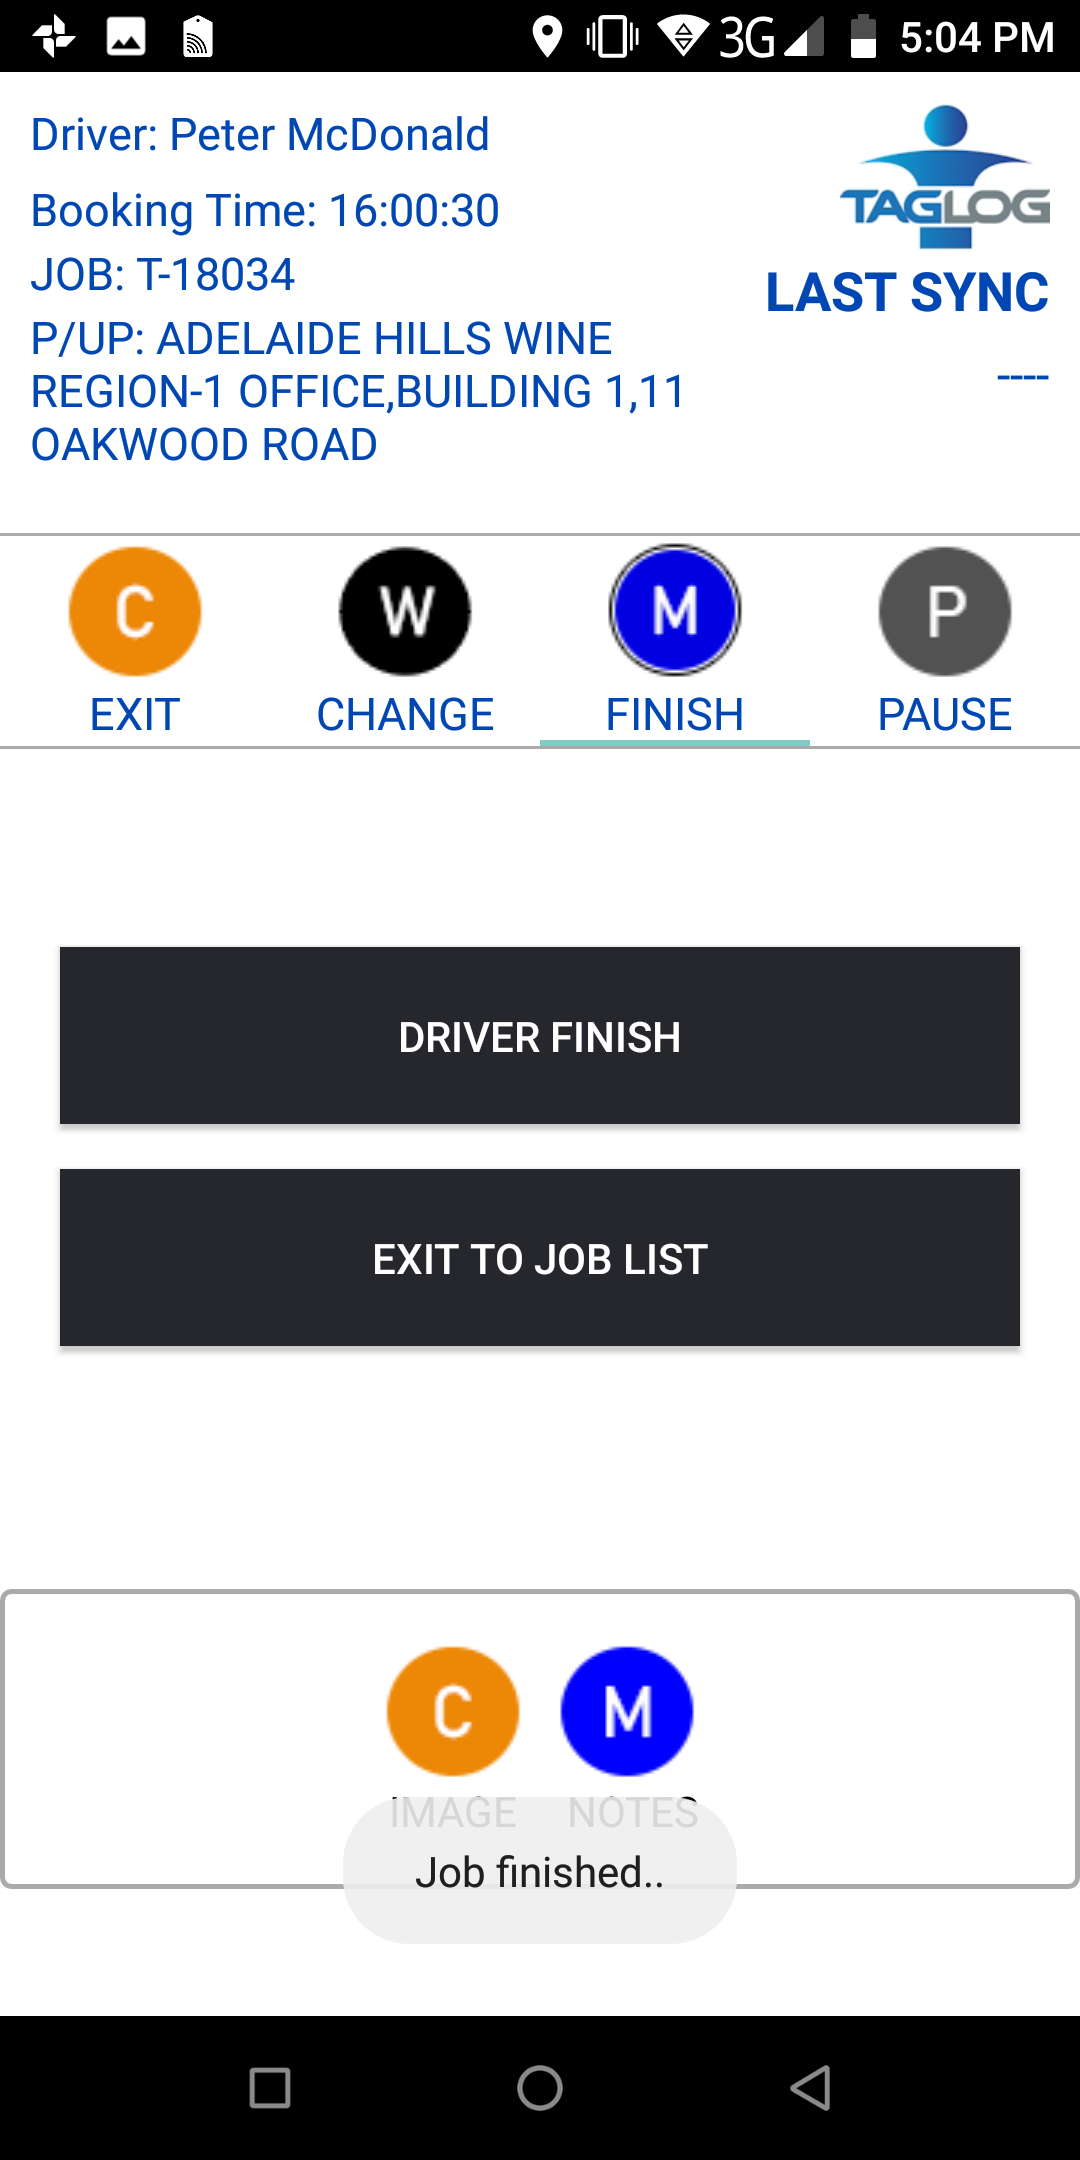 3G 5:04 PM
Driver: Peter McDonald
Booking Time: 16:00:30
JOB: T-18034
P/UP: ADELAIDE HILLS WINE
REGION-1 OFFICE,BUILDING 1,11
OAKWOOD ROAD
TAGLOG
LAST SYNC
----
C W M P
EXIT CHANGE FINISH PAUSE
DRIVER FINISH
EXIT TO JOB LIST
C M
IMAGE NOTES
Job finished..